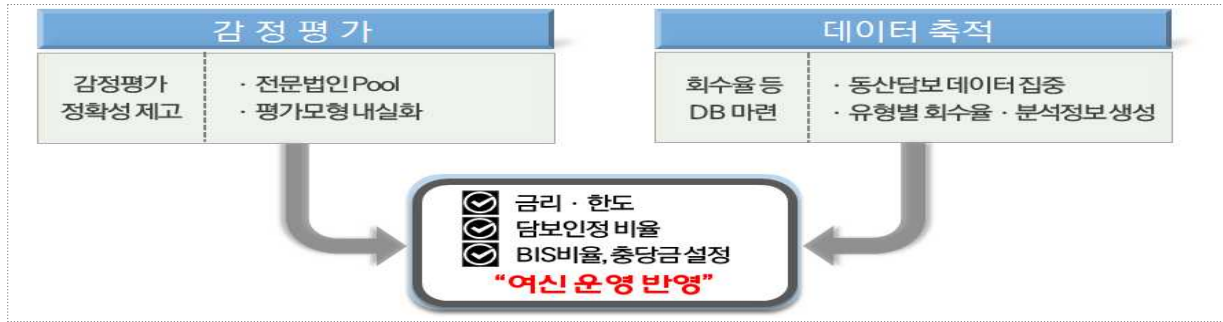 감 정 평 가
감정평가
정확성 제고
· 전문법인 Pool
· 평가모형 내실화
데이터 축적
회수율 등
DB 마련
· 동산담보 데이터 집중
· 유형별 회수율 · 분석정보 생성
금리 · 한도
담보인정 비율
BIS비율, 충당금 설정
“여신 운영 반영”